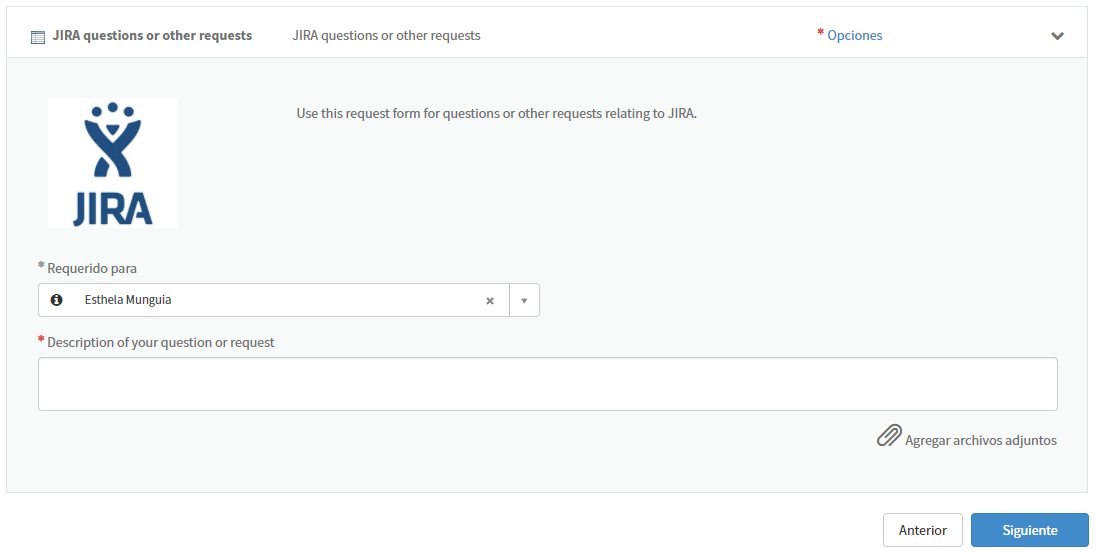 JIRA questions or other requests JIRA questions or other requests * Opciones
Use this request form for questions or other requests relating to JIRA.
JIRA
* Requerido para
Esthela Munguia
* Description of your question or request
Agregar archivos adjuntos
Anterior Siguiente